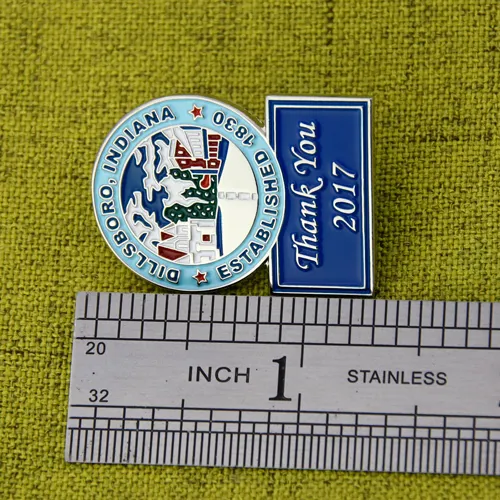 DILLSBORO, INDIANA
ESTABLISHED 1830
Thank You
2017
20
32
INCH 1
STAINLESS